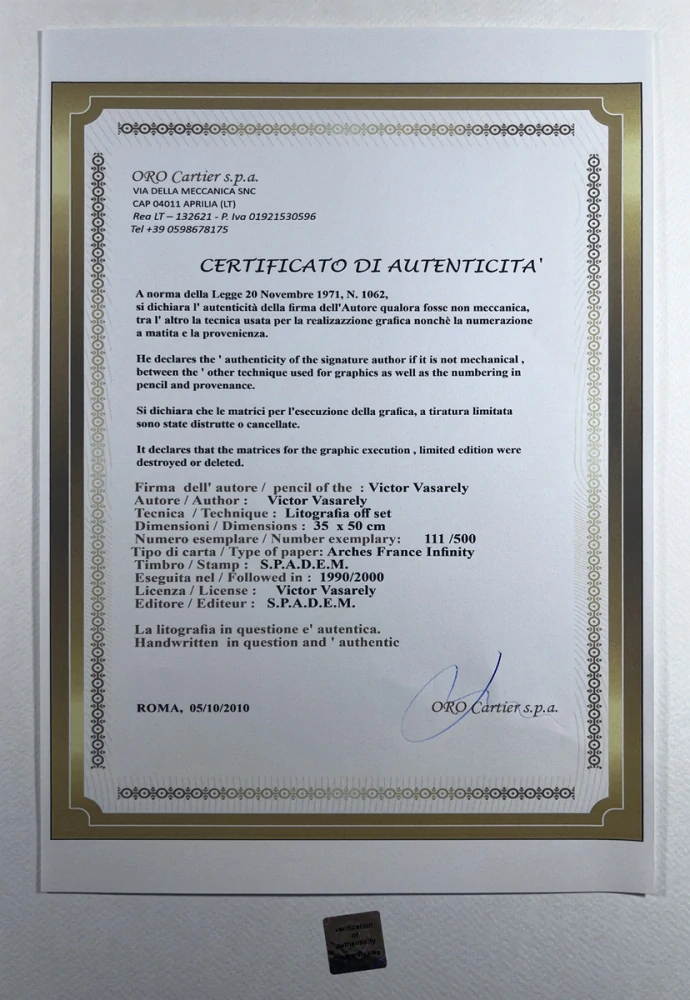 ORO Cartier s.p.a.
VIA DELLA MECCANICA SNC
CAP 04011 APRILIA (LT)
Rea LT – 132621 - P. Iva 01921530596
Tel +39 0598678175
CERTIFICATO DI AUTENTICITA'
A norma della Legge 20 Novembre 1971, N. 1062,
si dichiara l' autenticità della firma dell'Autore qualora fosse non meccanica,
tra l' altro la tecnica usata per la realizazzione grafica nonchè la numerazione
a matita e la provenienza.
He declares the ' authenticity of the signature author if it is not mechanical ,
between the ' other technique used for graphics as well as the numbering in
pencil and provenance.
Si dichiara che le matrici per l'esecuzione della grafica, a tiratura limitata
sono state distrutte o cancellate.
It declares that the matrices for the graphic execution , limited edition were
destroyed or deleted.
Firma dell' autore / pencil of the : Victor Vasarely
Autore / Author : Victor Vasarely
Tecnica / Technique : Litografia off set
Dimensioni / Dimensions : 35 x 50 cm
Numero esemplare / Number exemplary: 111 /500
Tipo di carta / Type of paper: Arches France Infinity
Timbro / Stamp : S.P.A.D.E.M.
Eseguita nel / Followed in : 1990/2000
Licenza / License : Victor Vasarely
Editore / Editeur : S.P.A.D.E.M.
La litografia in questione e' autentica.
Handwritten in question and ' authentic
ROMA, 05/10/2010
ORO Cartier s.p.a.
verification
of
authenticity